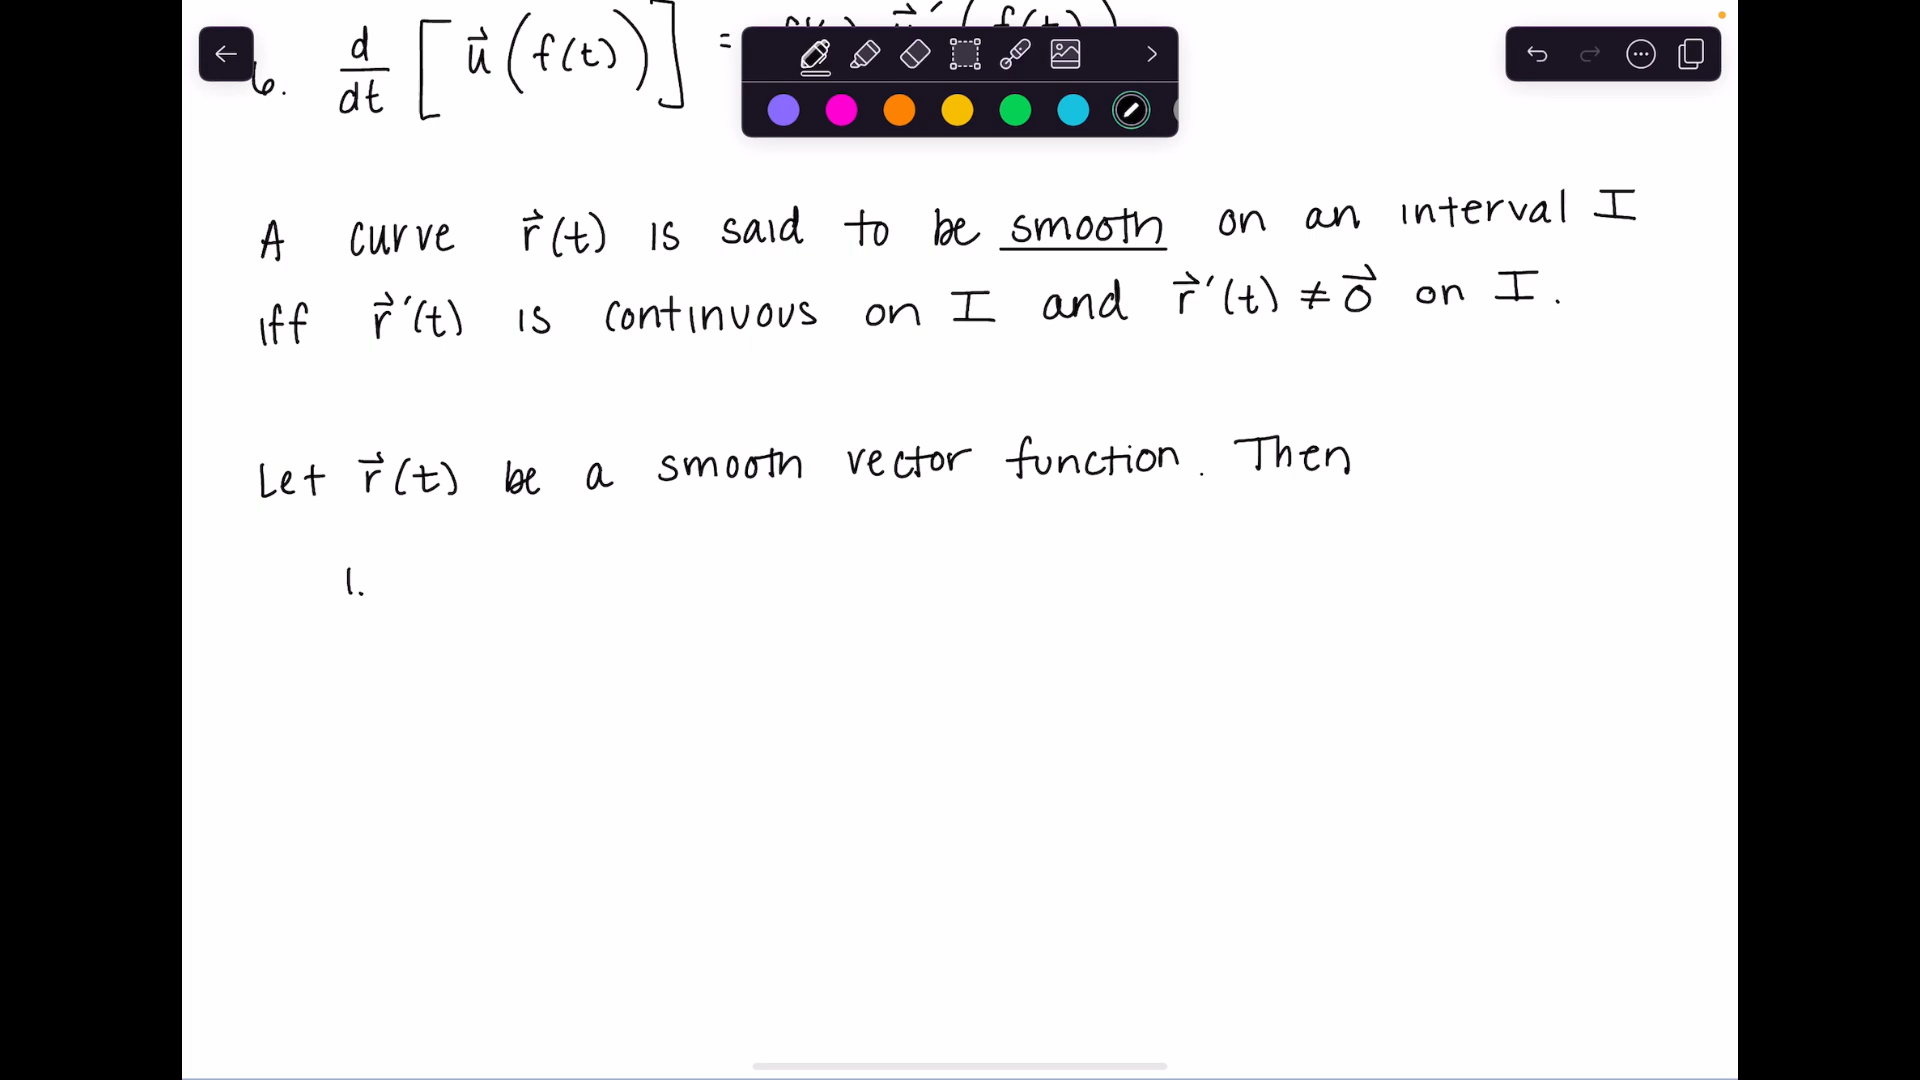 6. d/dt [ u⃗(f(t)) ] = u⃗′(f(t))
A curve r⃗(t) is said to be smooth on an interval I
iff r⃗′(t) is continuous on I and r⃗′(t) ≠ 0⃗ on I.
Let r⃗(t) be a smooth vector function. Then
1.